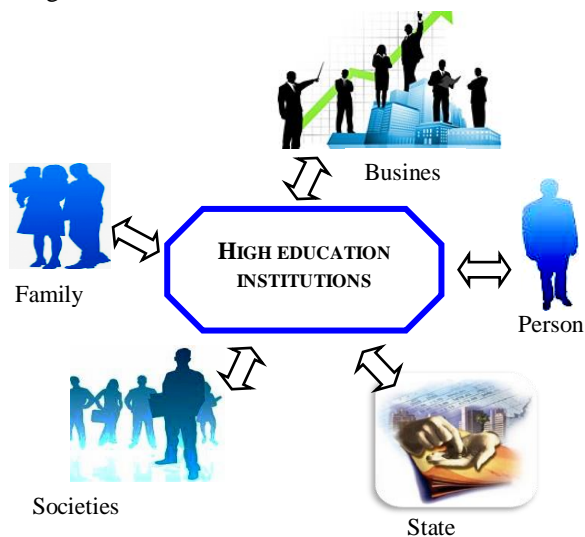 Busines
HIGH EDUCATION
INSTITUTIONS
Family
Person
Societies
State